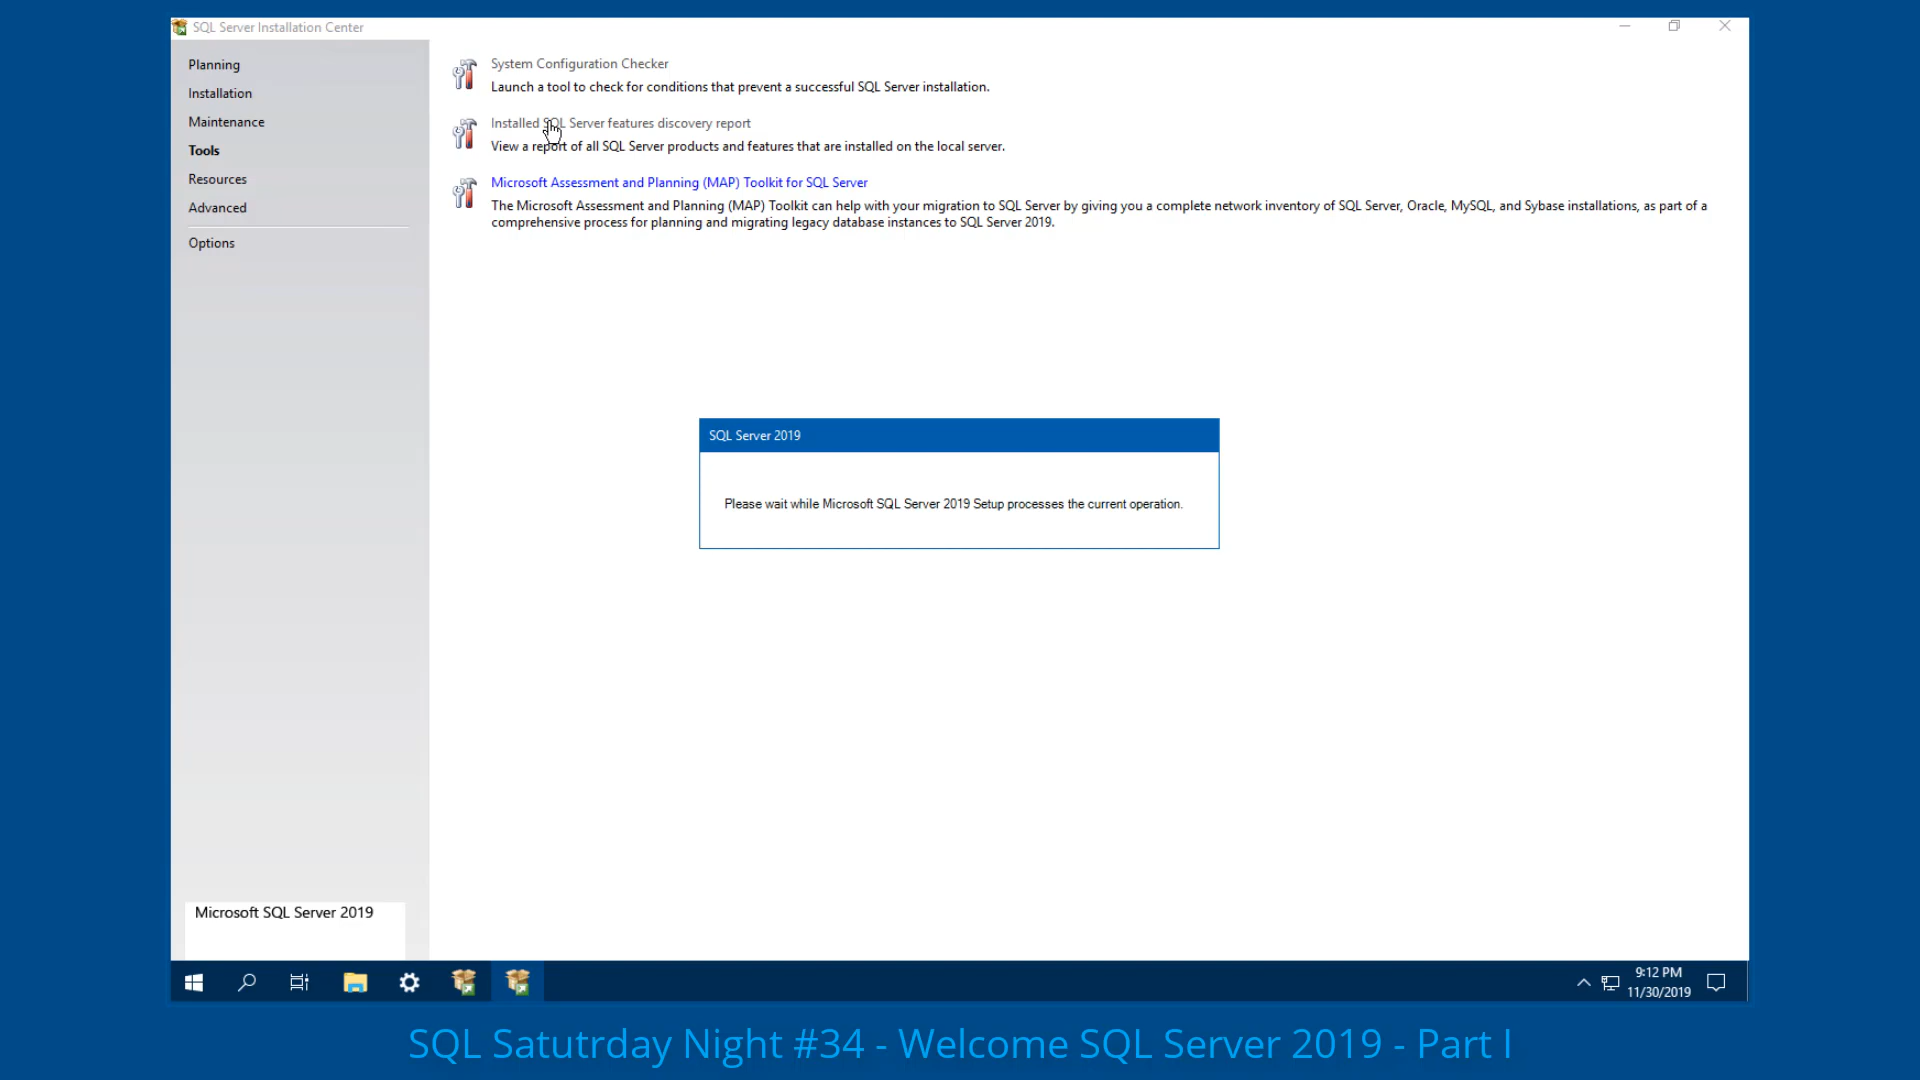 SQL Server Installation Center
Planning
Installation
Maintenance
Tools
Resources
Advanced
Options
System Configuration Checker
Launch a tool to check for conditions that prevent a successful SQL Server installation.
Installed SQL Server features discovery report
View a report of all SQL Server products and features that are installed on the local server.
Microsoft Assessment and Planning (MAP) Toolkit for SQL Server
The Microsoft Assessment and Planning (MAP) Toolkit can help with your migration to SQL Server by giving you a complete network inventory of SQL Server, Oracle, MySQL, and Sybase installations, as part of a
comprehensive process for planning and migrating legacy database instances to SQL Server 2019.
SQL Server 2019
Please wait while Microsoft SQL Server 2019 Setup processes the current operation.
Microsoft SQL Server 2019
9:12 PM
11/30/2019
SQL Satutrday Night #34 - Welcome SQL Server 2019 - Part I